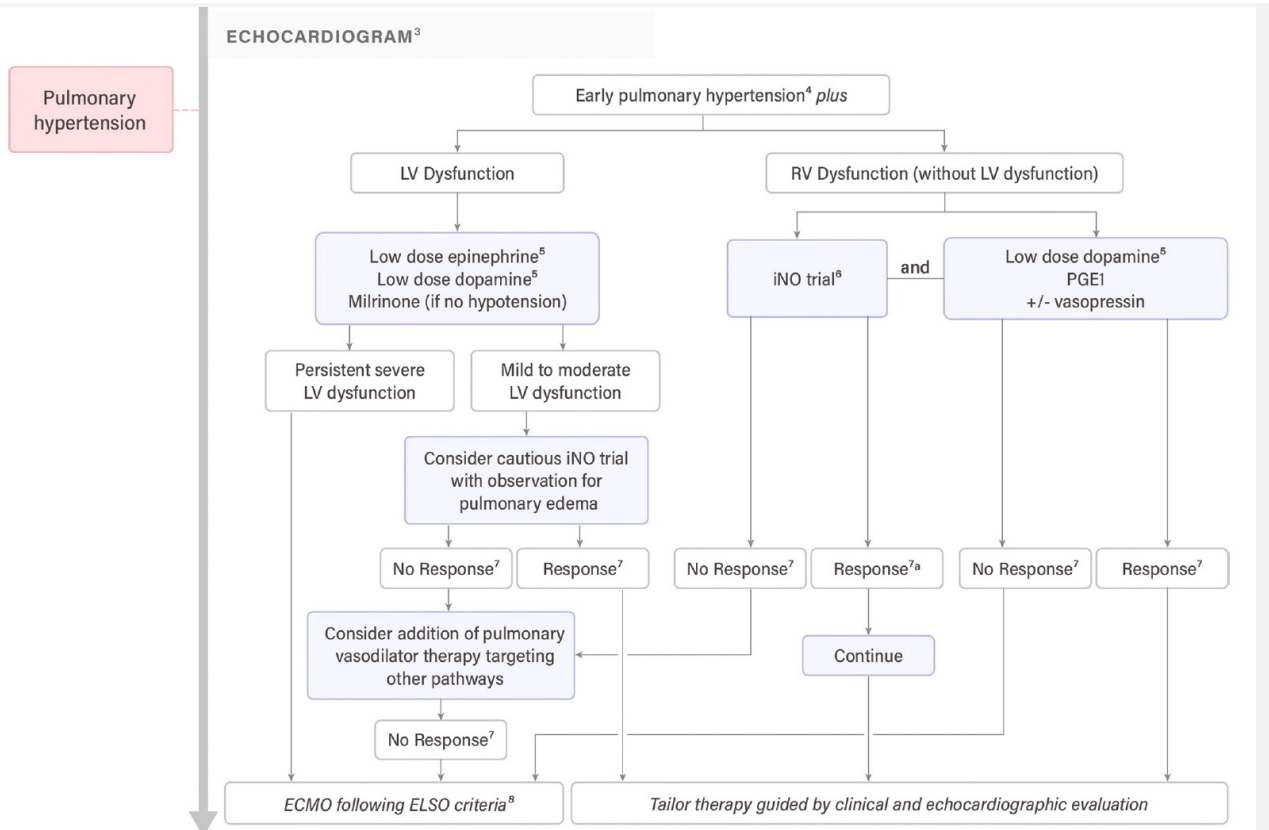 ECHOCARDIOGRAM³
Pulmonary
hypertension
Early pulmonary hypertension⁴ plus
LV Dysfunction
RV Dysfunction (without LV dysfunction)
Low dose epinephrine⁵
Low dose dopamine⁵
Milrinone (if no hypotension)
iNO trial⁶
and
Low dose dopamine⁵
PGE1
+/- vasopressin
Persistent severe
LV dysfunction
Mild to moderate
LV dysfunction
Consider cautious iNO trial
with observation for
pulmonary edema
No Response⁷
Response⁷
No Response⁷
Response⁷ᵃ
No Response⁷
Response⁷
Consider addition of pulmonary
vasodilator therapy targeting
other pathways
Continue
No Response⁷
ECMO following ELSO criteria⁸
Tailor therapy guided by clinical and echocardiographic evaluation